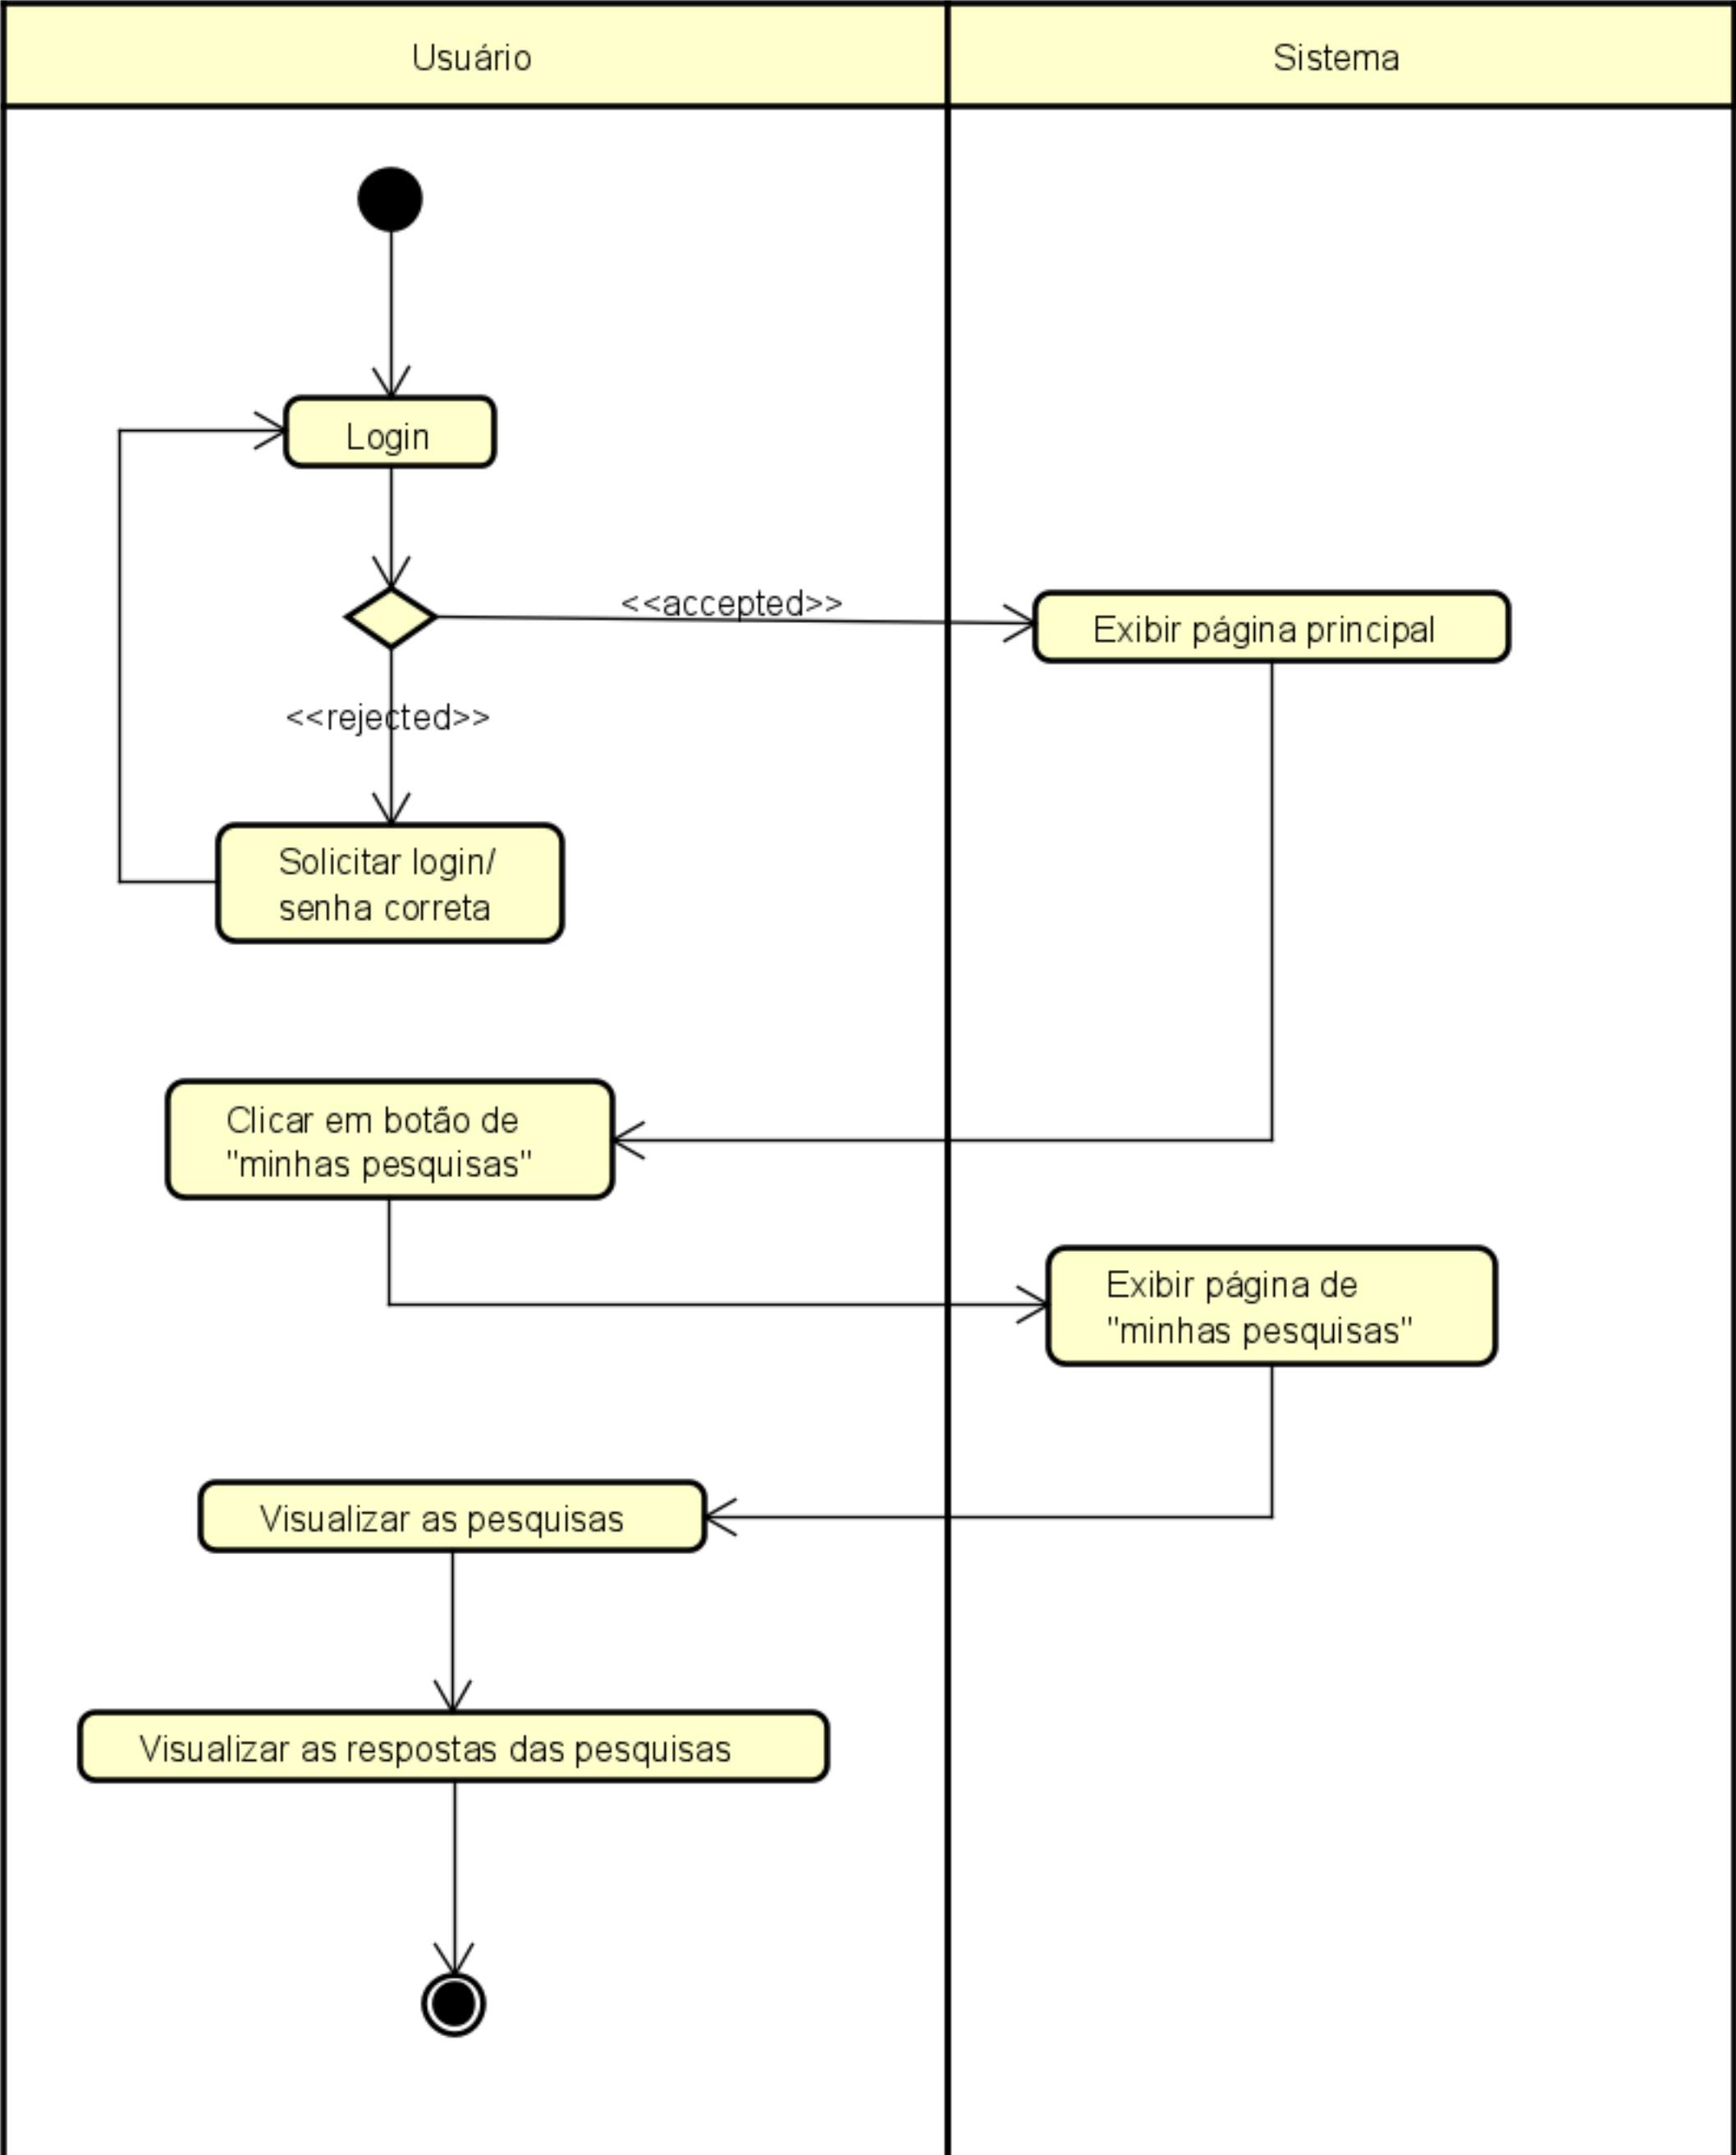 Usuário
Sistema
Login
<<accepted>>
Exibir página principal
<<rejected>>
Solicitar login/
senha correta
Clicar em botão de
"minhas pesquisas"
Exibir página de
"minhas pesquisas"
Visualizar as pesquisas
Visualizar as respostas das pesquisas